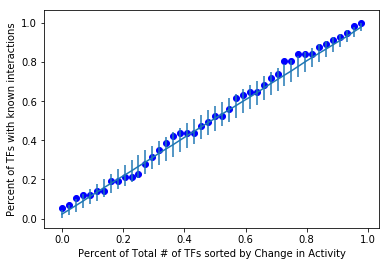 1.0
0.8
0.6
0.4
0.2
0.0
Percent of TFs with known interactions
0.0 0.2 0.4 0.6 0.8 1.0
Percent of Total # of TFs sorted by Change in Activity